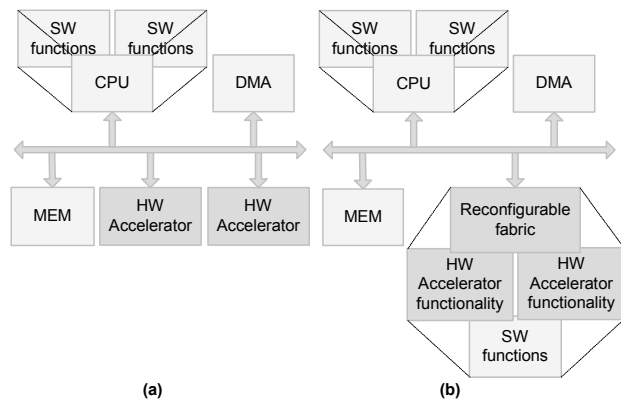 SW
functions
SW
functions
CPU
DMA
MEM
HW
Accelerator
HW
Accelerator
(a)
SW
functions
SW
functions
CPU
DMA
MEM
Reconfigurable
fabric
HW
Accelerator
functionality
HW
Accelerator
functionality
SW
functions
(b)